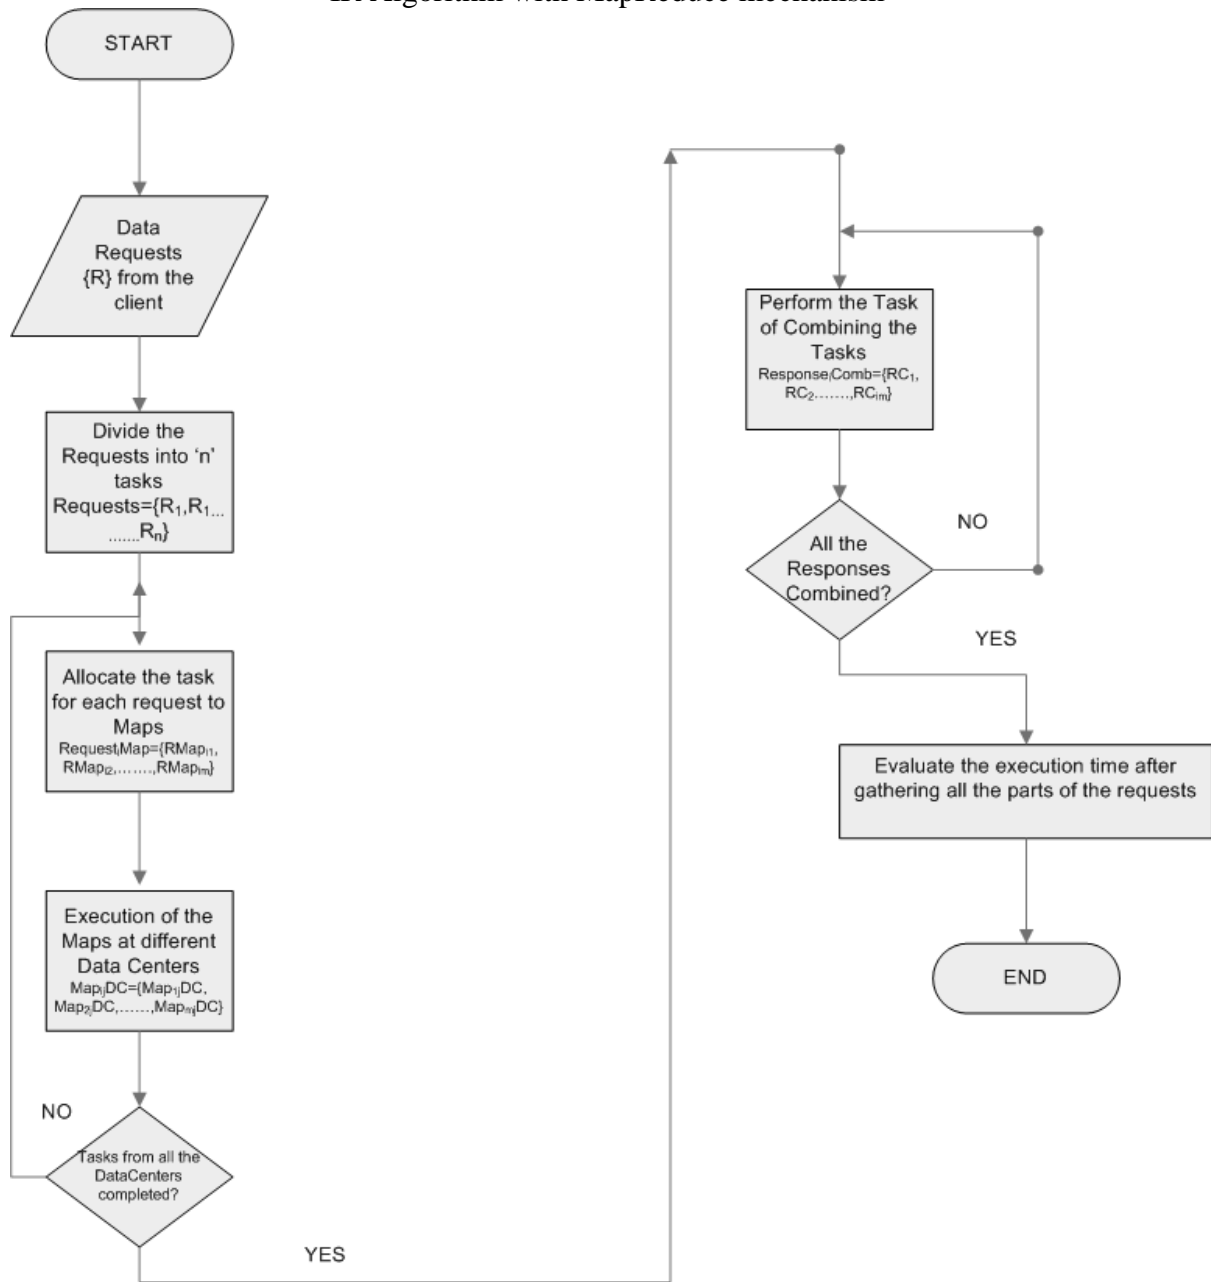 Algorithm with MapReduce mechanism
START
Data
Requests
{R} from the
client
Divide the
Requests into ‘n’
tasks
Requests={R₁,R₁...
.......Rₙ}
Allocate the task
for each request to
Maps
RequestᵢMap={RMapᵢ₁,
RMapᵢ₂,.......,RMapᵢₘ}
Execution of the
Maps at different
Data Centers
MapᵢⱼDC={Map₁ⱼDC,
Map₂ⱼDC,......,MapₘⱼDC}
NO
Tasks from all the
DataCenters
completed?
YES
Perform the Task
of Combining the
Tasks
ResponseᵢComb={RC₁,
RC₂.......,RCᵢₘ}
NO
All the
Responses
Combined?
YES
Evaluate the execution time after
gathering all the parts of the requests
END